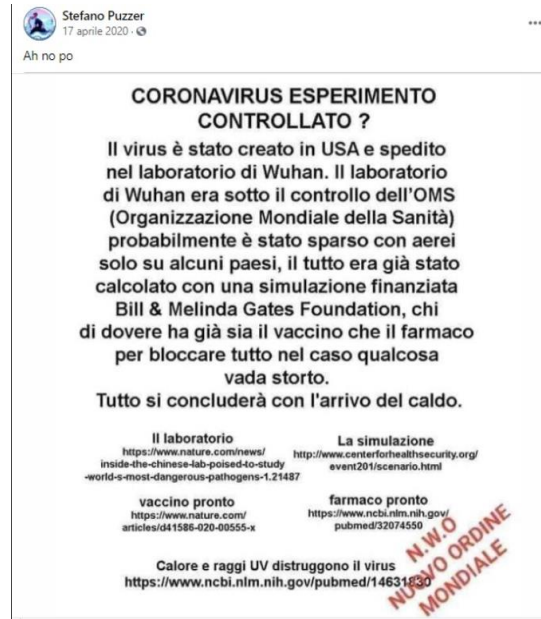 Stefano Puzzer
17 aprile 2020 ·
Ah no po
CORONAVIRUS ESPERIMENTO
CONTROLLATO ?
Il virus è stato creato in USA e spedito
nel laboratorio di Wuhan. Il laboratorio
di Wuhan era sotto il controllo dell'OMS
(Organizzazione Mondiale della Sanità)
probabilmente è stato sparso con aerei
solo su alcuni paesi, il tutto era già stato
calcolato con una simulazione finanziata
Bill & Melinda Gates Foundation, chi
di dovere ha già sia il vaccino che il farmaco
per bloccare tutto nel caso qualcosa
vada storto.
Tutto si concluderà con l'arrivo del caldo.
Il laboratorio
https://www.nature.com/news/
inside-the-chinese-lab-poised-to-study
-world-s-most-dangerous-pathogens-1.21487
La simulazione
http://www.centerforhealthsecurity.org/
event201/scenario.html
vaccino pronto
https://www.nature.com/
articles/d41586-020-00555-x
farmaco pronto
https://www.ncbi.nlm.nih.gov/
pubmed/32074550
Calore e raggi UV distruggono il virus
https://www.ncbi.nlm.nih.gov/pubmed/14631830
N.W.O
NUOVO ORDINE
MONDIALE